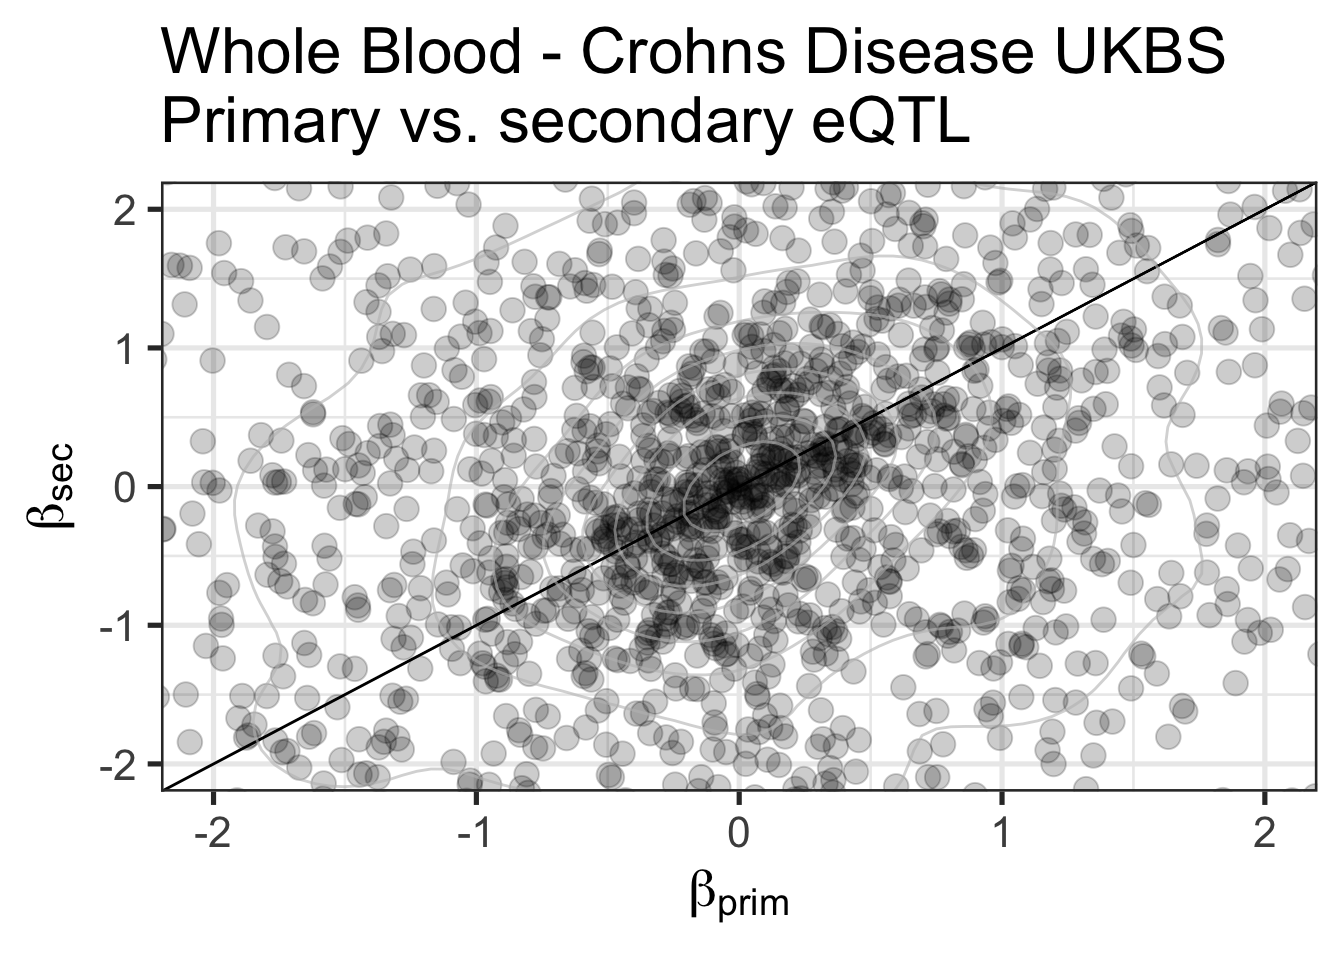 Whole Blood - Crohns Disease UKBS
Primary vs. secondary eQTL
2
1
0
-1
-2
βsec
-2
-1
0
1
2
βprim